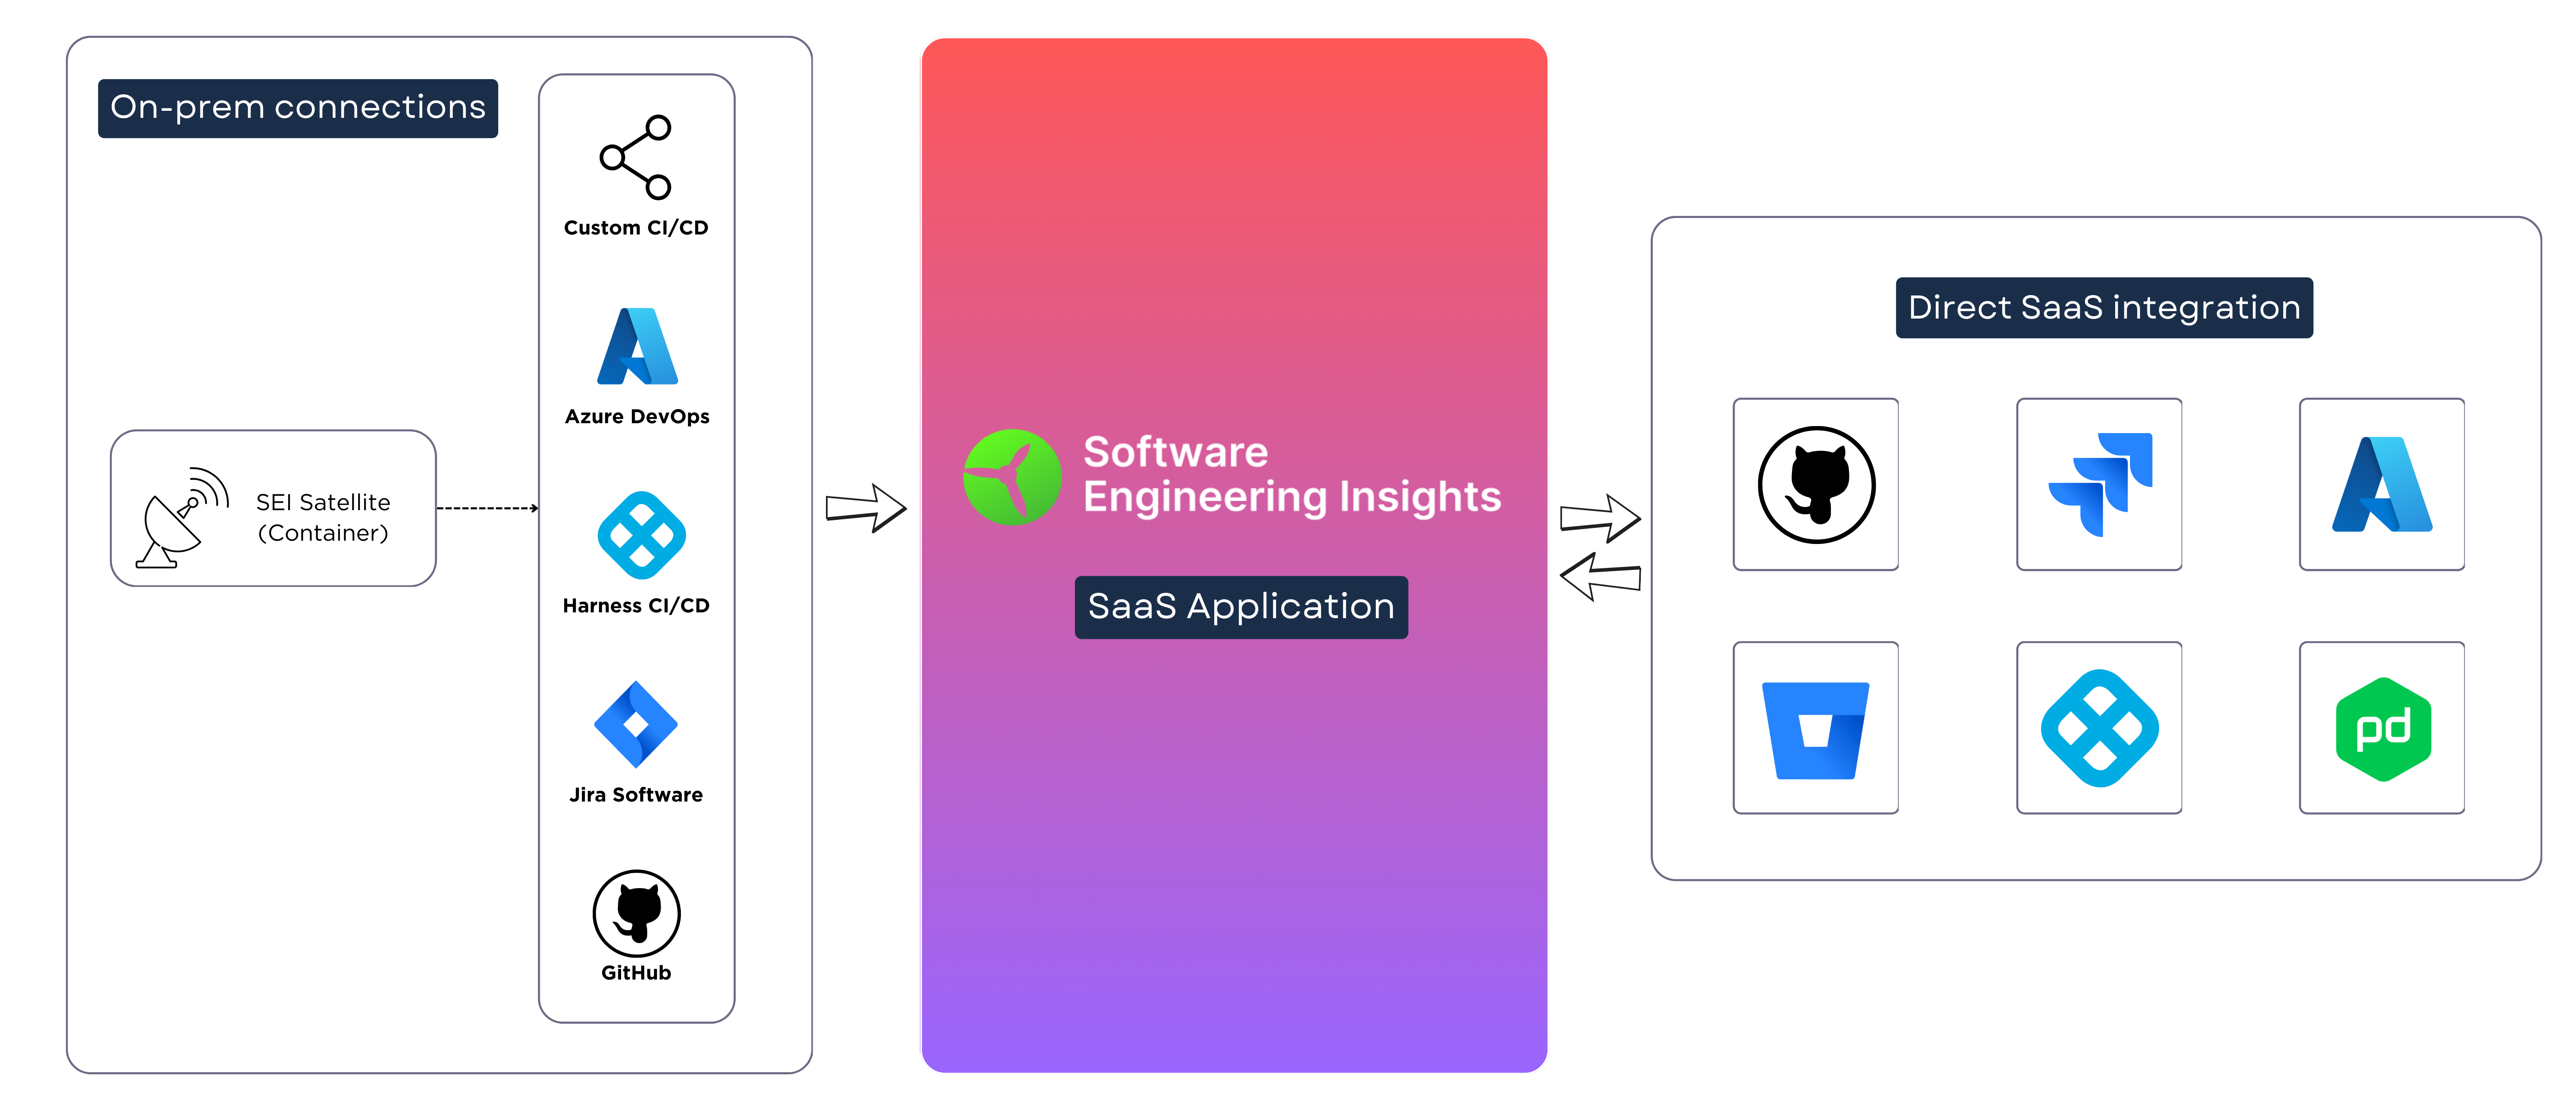 On-prem connections
Custom CI/CD
Azure DevOps
SEI Satellite
(Container)
Harness CI/CD
Jira Software
GitHub
Software
Engineering Insights
SaaS Application
Direct SaaS integration
pd